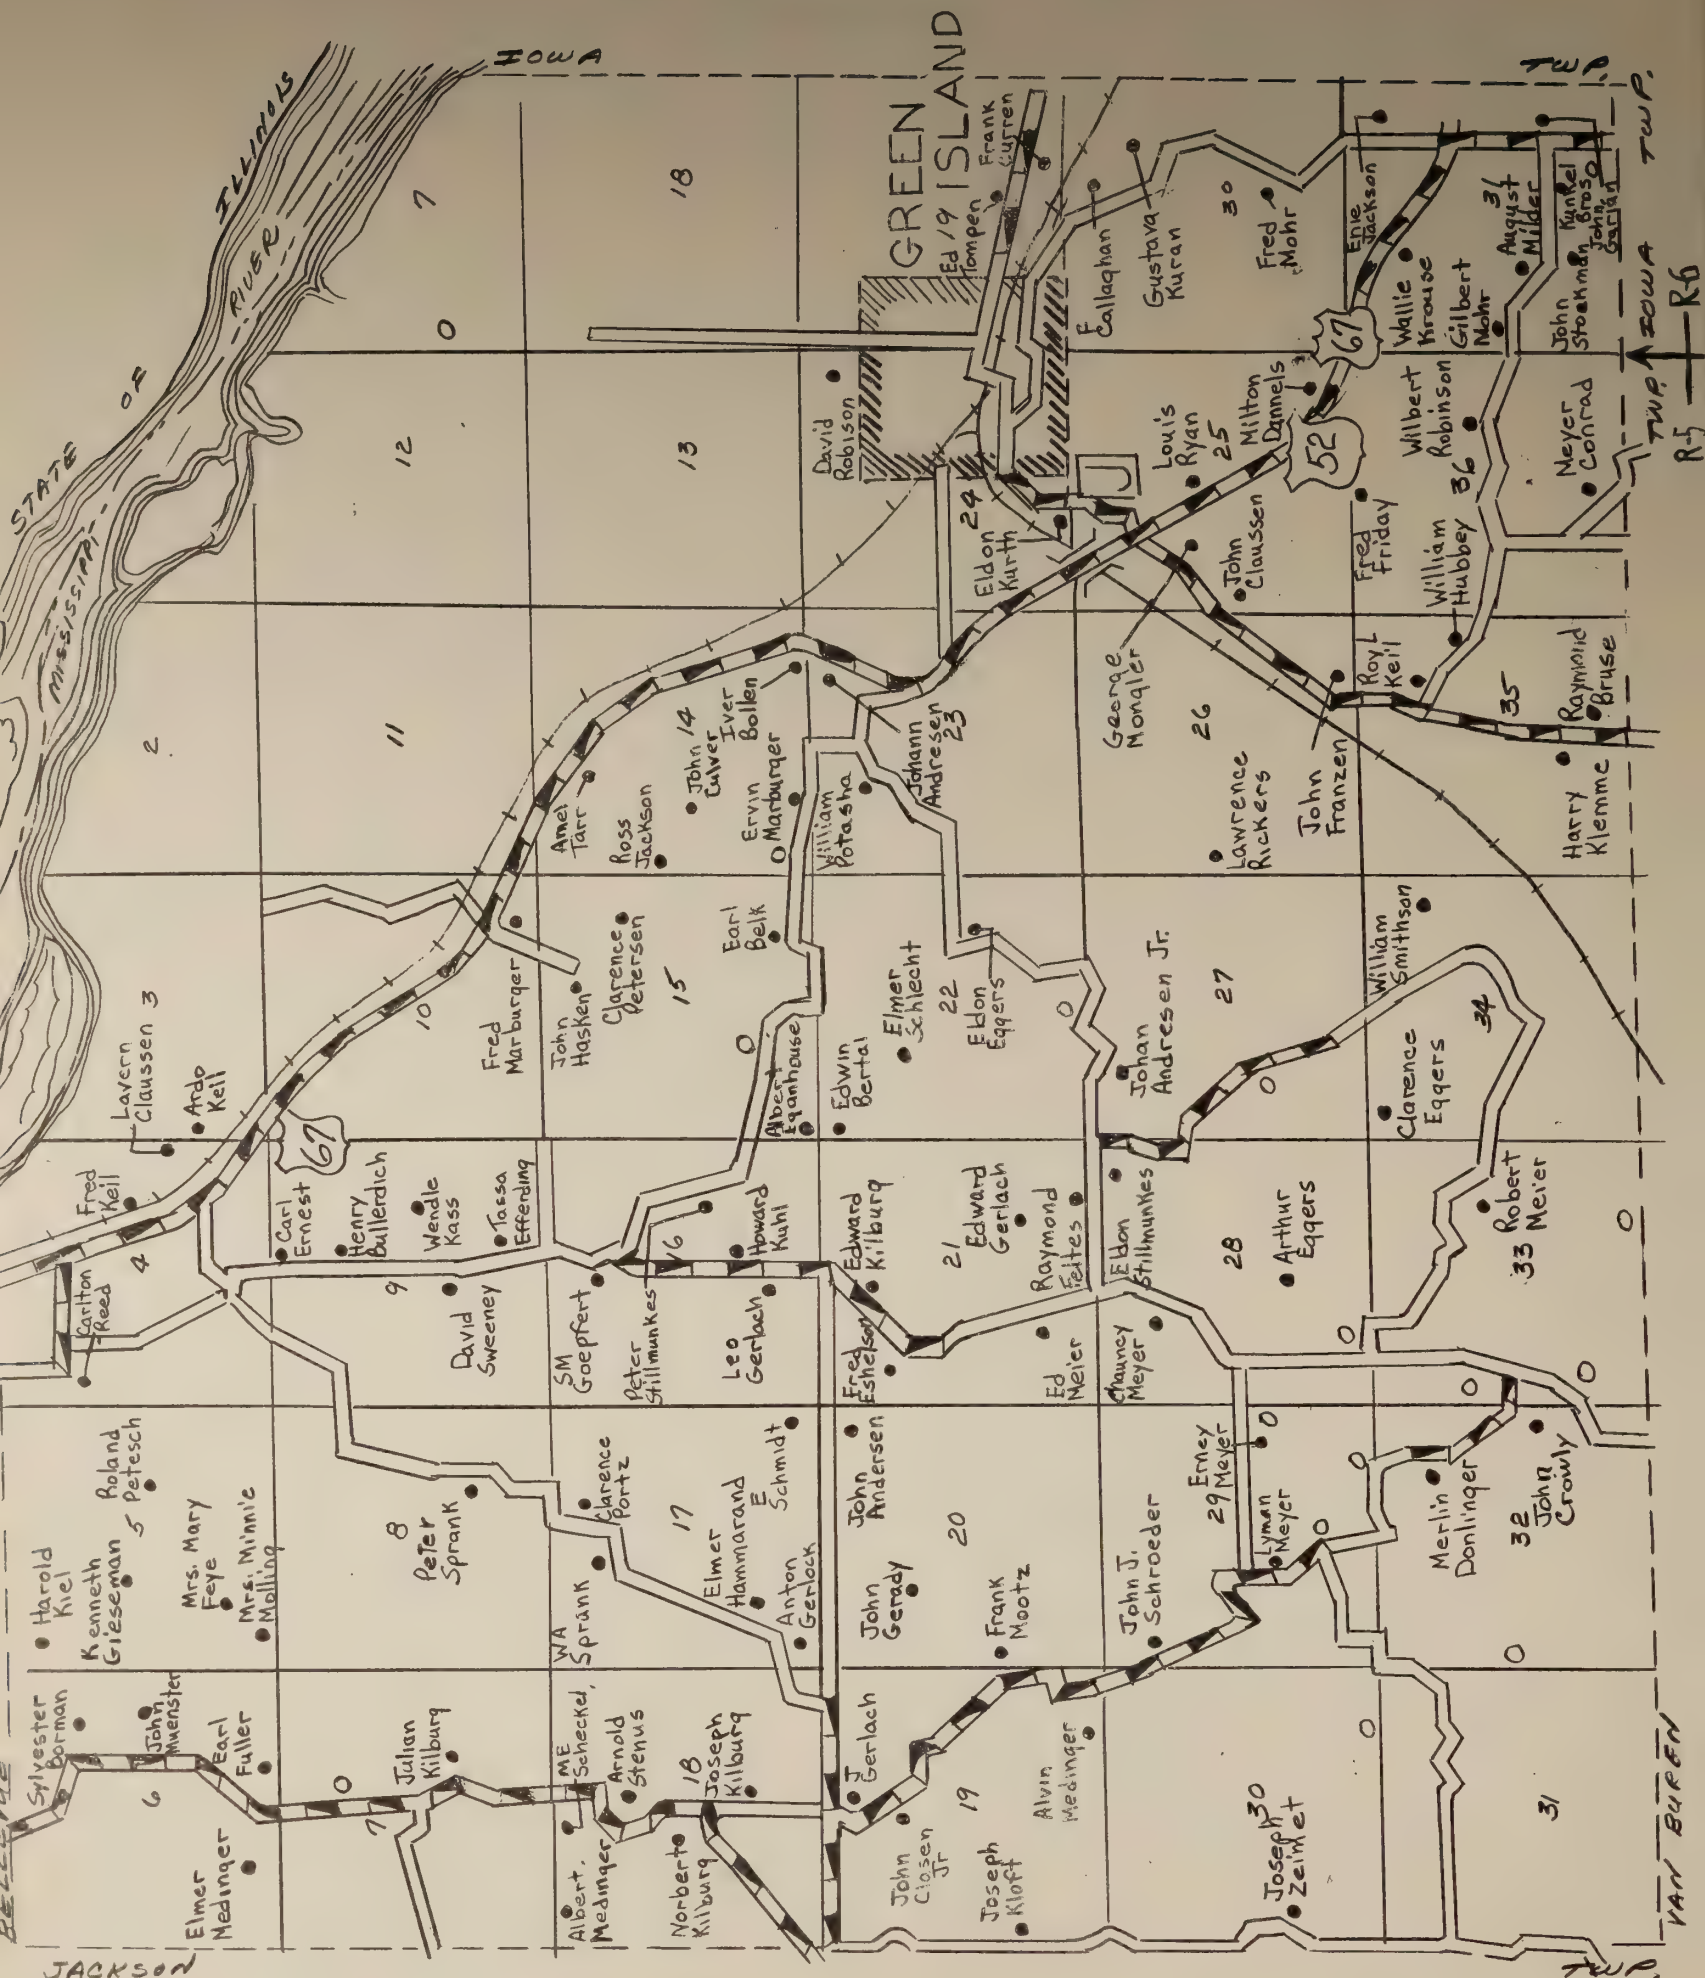 STATE
OF
ILLINOIS
MISSISSIPPI
RIVER
IOWA
TWP.
JACKSON
TWP.
VAN BUREN
TWP.
IOWA
TWP.
R-5
R-6
GREEN
ISLAND
Ed 19
Tompen
Frank
Curren
F
Callaghan
Gustava
Kuran
30
Fred
Mohr
Enie
Jackson
67
Wallie
Krouse
Gilbert
Mohr
31
August
Milder
Kunkel
Bros
John
Garjan
John
Stoekman
7
18
12
13
David
Robison
24
U
Louis
Ryan
25
Milton
Dannels
52
Wilbert
Robinson
36
Meyer
Conrad
Eldon
Kurth
John
Claussen
Fred
Friday
William
Hubbey
2
11
John 14
Culver
Iver
Bollen
Amel
Tarr
Ross
Jackson
Ervin
Marburger
William
Potasha
Johann
Andresen
23
George
Mongler
26
Lawrence
Rickers
John
Franzen
Roy L
Keil
35
Raymond
Bruse
Harry
Klemme
Lavern
Claussen 3
Ardo
Keil
10
Fred
Marburger
John
Hasken
Clarence
Petersen
15
Earl
Belk
Albert
Eganhouse
Edwin
Bertal
Elmer
Schlecht
22
Eldon
Eggers
Johan
Andresen Jr.
27
William
Smithson
Clarence
Eggers
34
Fred
Keil
4
Carlton
Reed
67
Carl
Ernest
Henry
Bullerdich
Wendle
Kass
Tassa
Efferding
9
David
Sweeney
SM
Goepfert
Peter
Stillmunkes
16
Howard
Kuhl
Leo
Gerlach
Edward
Kilburg
Fred
Eshelson
21
Edward
Gerlach
Raymond
Feltes
Ed
Meier
Eldon
Stillmunkes
Chauncy
Meyer
28
Arthur
Eggers
33
Robert
Meier
Harold
Kiel
Kenneth
Gieseman
5
Roland
Petesch
Mrs. Mary
Feye
Mrs. Minnie
Molling
8
Peter
Sprank
WA
Sprank
Clarence
Portz
17
Elmer
Hammarand
E
Schmidt
Anton
Gerlock
John
Andersen
John
Gerady
20
Frank
Mootz
John J.
Schroeder
29
Erney
Meyer
Lyman
Meyer
Merlin
Donlinger
32
John
Crowly
Sylvester
Borman
John
Muenster
6
Earl
Fuller
Elmer
Medinger
7
Julian
Kilburg
ME
Scheckel,
Arnold
Stenus
18
Joseph
Kilburg
Albert.
Medinger
Norbert
Kilburg
J
Gerlach
John
Closen
Jr
19
Joseph
Kloft
Alvin
Medinger
30
Joseph
Zeimet
31